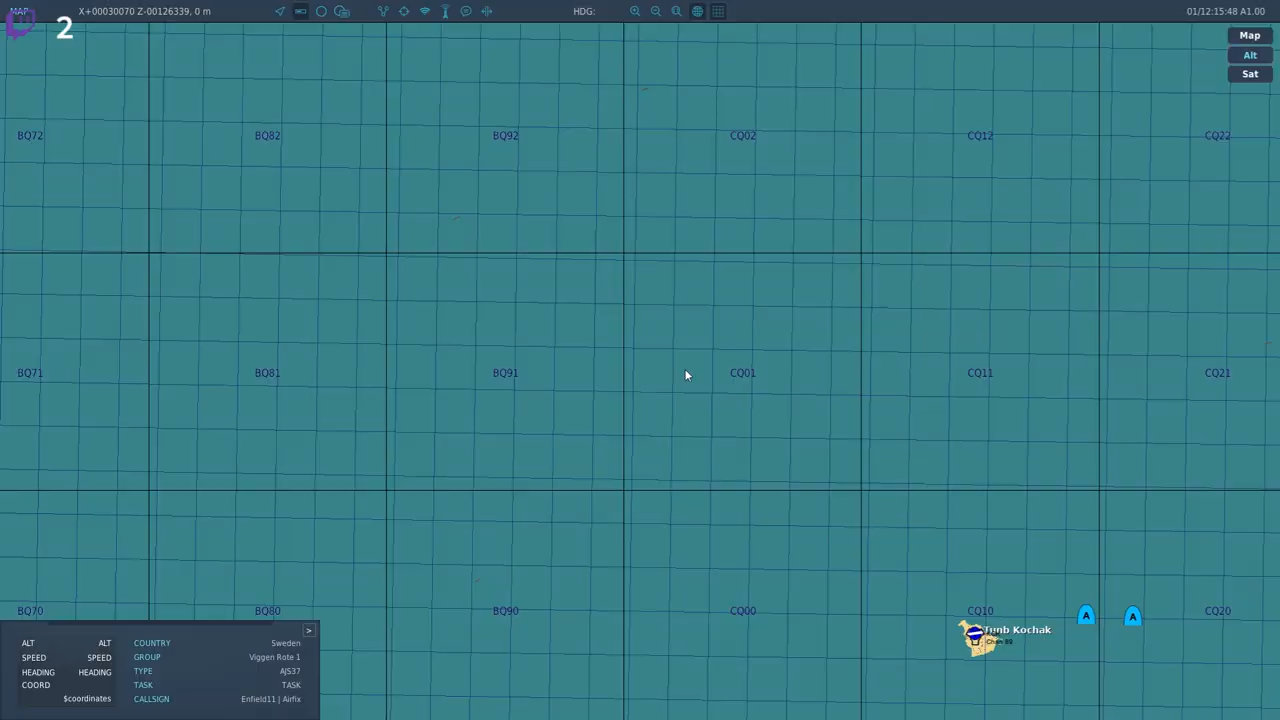 MAP X+00030070 Z-00126339, 0 m HDG: 01/12:15:48 A1.00
2
Map
Alt
Sat
BQ72 BQ82 BQ92 CQ02 CQ12 CQ22
BQ71 BQ81 BQ91 CQ01 CQ11 CQ21
BQ70 BQ80 BQ90 CQ00 CQ10 CQ20
A A
Tunb Kochak
>
ALT ALT COUNTRY Sweden
SPEED SPEED GROUP Viggen Rote 1
HEADING HEADING TYPE AJS37
COORD TASK TASK
$coordinates CALLSIGN Enfield11 | Airfix